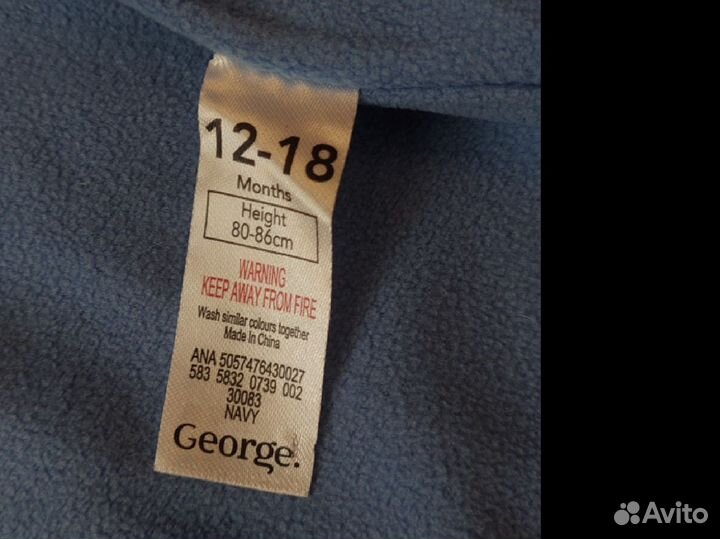 12-18
Months
Height
80-86cm
WARNING
KEEP AWAY FROM FIRE
Wash similar colours together
Made In China
ANA 5057476430027
583 5832 0739 002
30083
NAVY
George.
Avito